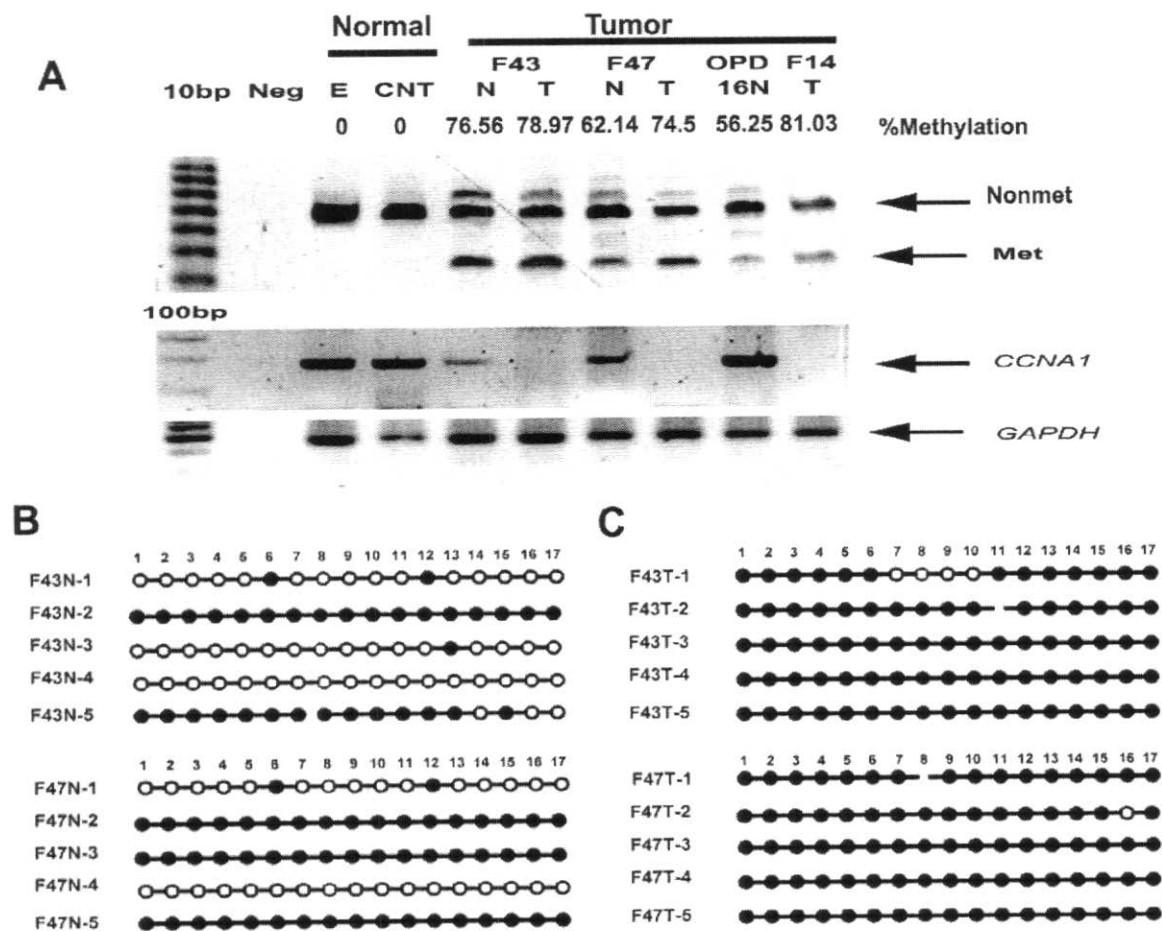 Normal Tumor
A
F43 F47 OPD F14
10bp Neg E CNT N T N T 16N T
0 0 76.56 78.97 62.14 74.5 56.25 81.03 %Methylation
Nonmet
Met
100bp
CCNA1
GAPDH
B
1 2 3 4 5 6 7 8 9 10 11 12 13 14 15 16 17
F43N-1
F43N-2
F43N-3
F43N-4
F43N-5
1 2 3 4 5 6 7 8 9 10 11 12 13 14 15 16 17
F47N-1
F47N-2
F47N-3
F47N-4
F47N-5
C
1 2 3 4 5 6 7 8 9 10 11 12 13 14 15 16 17
F43T-1
F43T-2
F43T-3
F43T-4
F43T-5
1 2 3 4 5 6 7 8 9 10 11 12 13 14 15 16 17
F47T-1
F47T-2
F47T-3
F47T-4
F47T-5